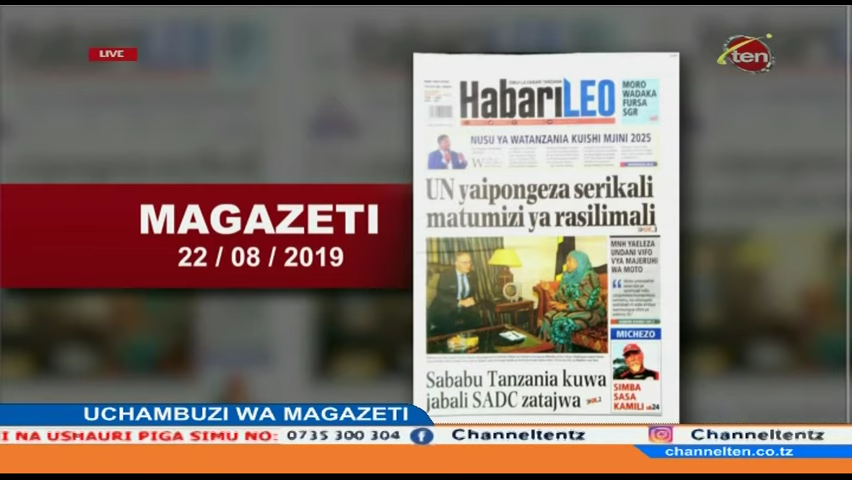 LIVE
ten
HabariLEO
MORO
WADAKA
FURSA
SGR
NUSU YA WATANZANIA KUISHI MJINI 2025
UN yaipongeza serikali
matumizi ya rasilimali
MNH YAELEZA
UNDANI VIFO
VYA MAJERUHI
WA MOTO
MICHEZO
SIMBA
SASA
KAMILI
Sababu Tanzania kuwa
jabali SADC zatajwa
MAGAZETI
22 / 08 / 2019
UCHAMBUZI WA MAGAZETI
I NA USHAURI PIGA SIMU NO: 0735 300 304 Channeltentz Channeltentz
channelten.co.tz